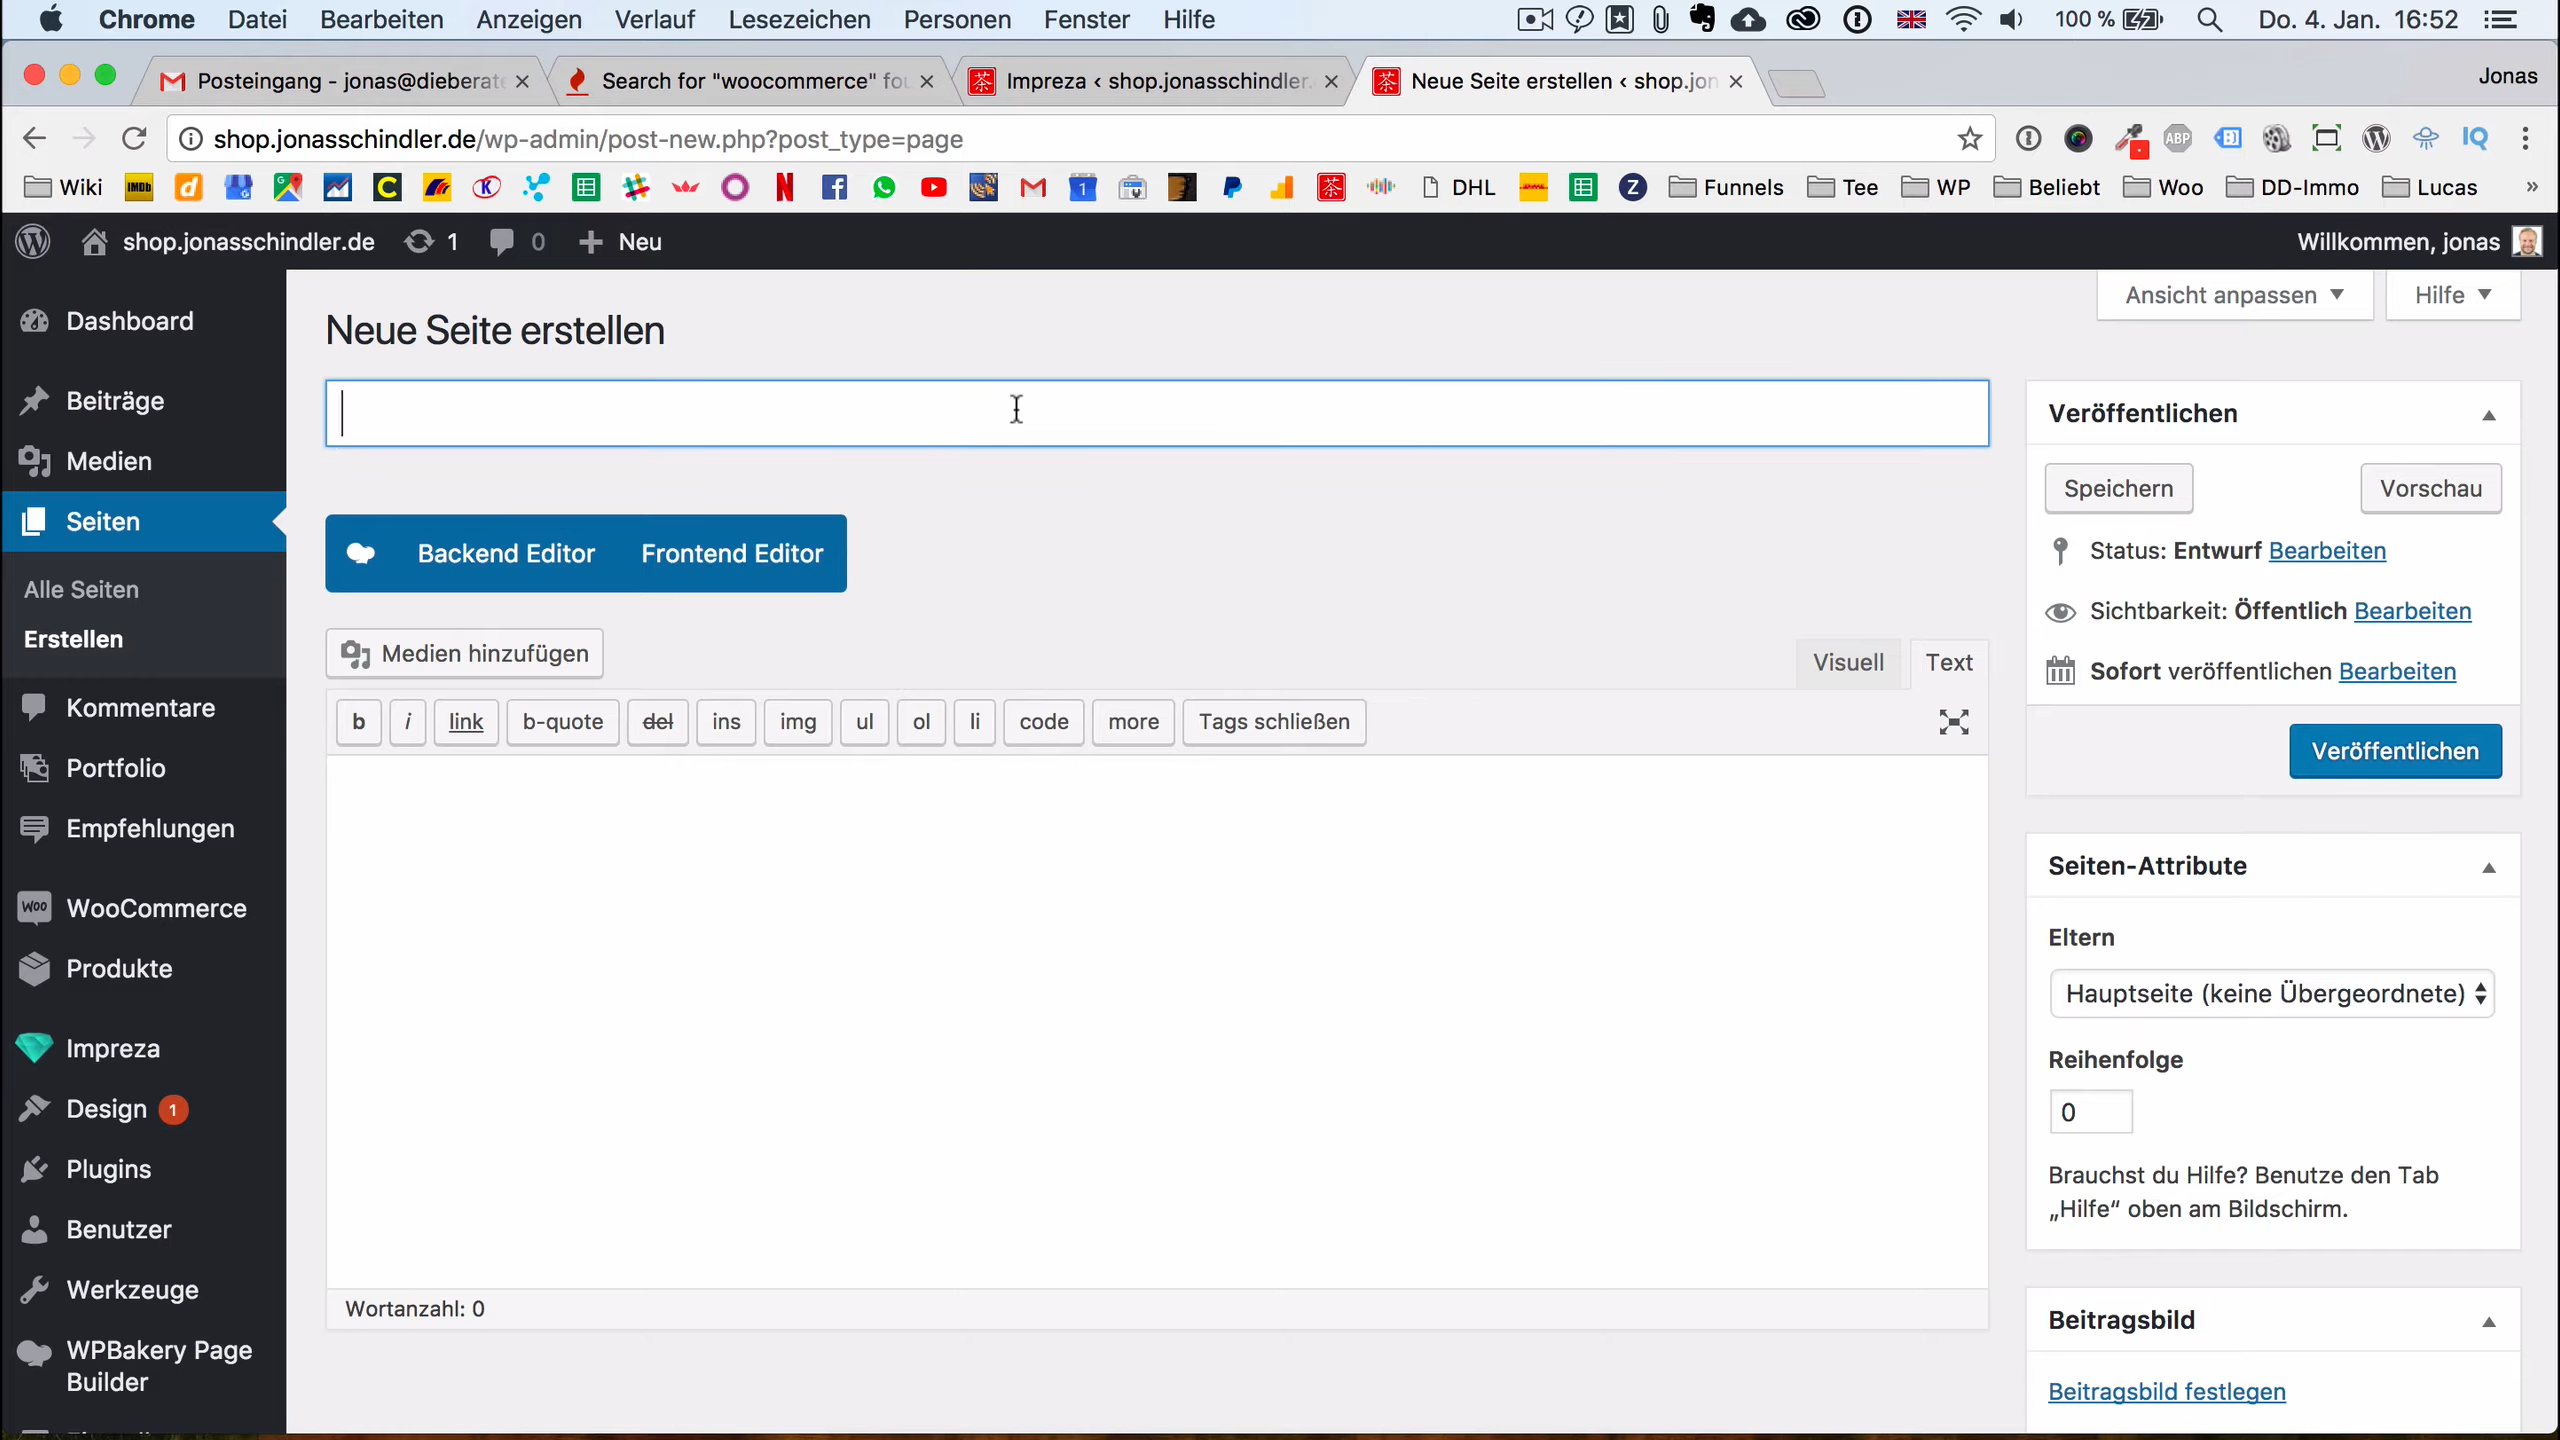 Chrome Datei Bearbeiten Anzeigen Verlauf Lesezeichen Personen Fenster Hilfe 100 % Do. 4. Jan. 16:52
Posteingang - jonas@dieberate Search for "woocommerce" fou Impreza ‹ shop.jonasschindler. Neue Seite erstellen ‹ shop.jon Jonas
shop.jonasschindler.de/wp-admin/post-new.php?post_type=page ABP IQ
Wiki IMDb DHL Funnels Tee WP Beliebt Woo DD-Immo Lucas »
shop.jonasschindler.de 1 0 Neu Willkommen, jonas
Ansicht anpassen Hilfe
Dashboard
Beiträge
Medien
Seiten
Alle Seiten
Erstellen
Kommentare
Portfolio
Empfehlungen
WooCommerce
Produkte
Impreza
Design 1
Plugins
Benutzer
Werkzeuge
WPBakery Page
Builder
Neue Seite erstellen
Backend Editor Frontend Editor
Medien hinzufügen
Visuell Text
b i link b-quote del ins img ul ol li code more Tags schließen
Wortanzahl: 0
Veröffentlichen
Speichern Vorschau
Status: Entwurf Bearbeiten
Sichtbarkeit: Öffentlich Bearbeiten
Sofort veröffentlichen Bearbeiten
Veröffentlichen
Seiten-Attribute
Eltern
Hauptseite (keine Übergeordnete)
Reihenfolge
0
Brauchst du Hilfe? Benutze den Tab
„Hilfe“ oben am Bildschirm.
Beitragsbild
Beitragsbild festlegen